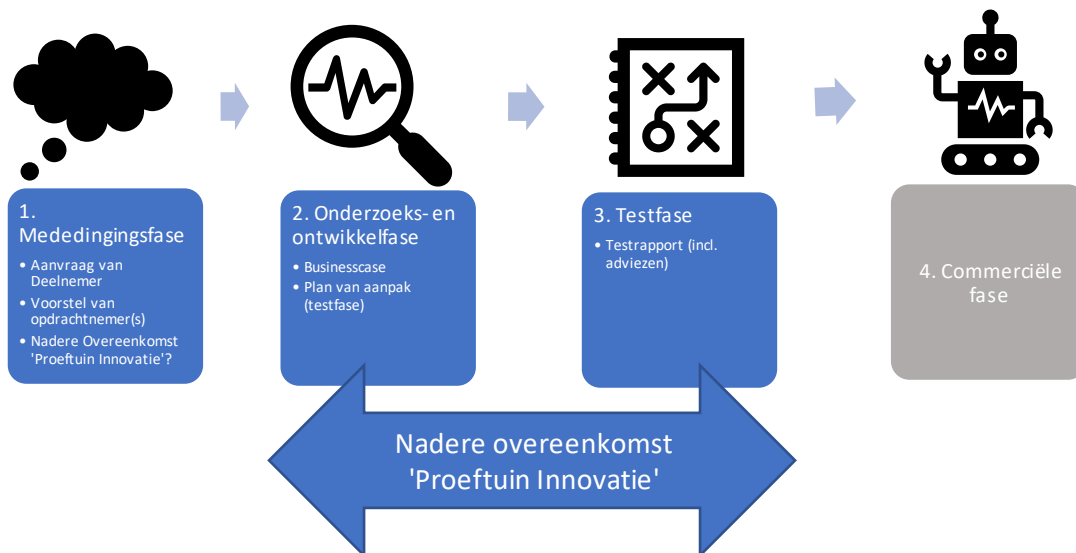 1.
Mededingingsfase
• Aanvraag van
Deelnemer
• Voorstel van
opdrachtnemer(s)
• Nadere Overeenkomst
'Proeftuin Innovatie'?
2. Onderzoeks- en
ontwikkelfase
• Businesscase
• Plan van aanpak
(testfase)
3. Testfase
• Testrapport (incl.
adviezen)
4. Commerciële
fase
Nadere overeenkomst
'Proeftuin Innovatie'